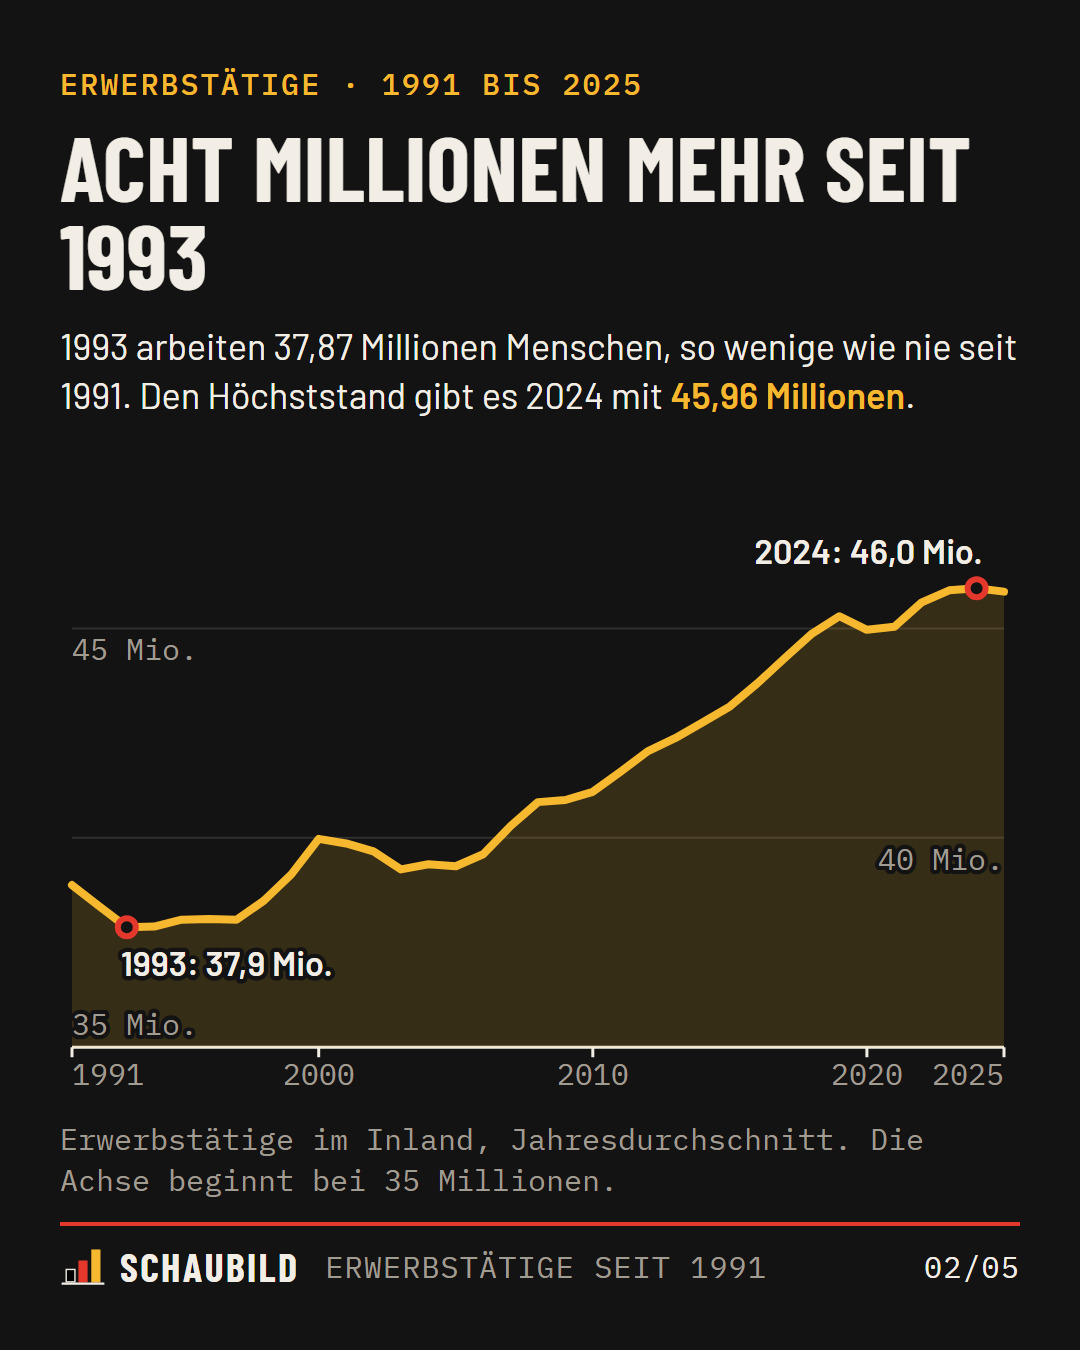 ERWERBSTÄTIGE · 1991 BIS 2025
ACHT MILLIONEN MEHR SEIT
1993
1993 arbeiten 37,87 Millionen Menschen, so wenige wie nie seit
1991. Den Höchststand gibt es 2024 mit 45,96 Millionen.
2024: 46,0 Mio.
45 Mio.
40 Mio.
1993: 37,9 Mio.
35 Mio.
1991 2000 2010 2020 2025
Erwerbstätige im Inland, Jahresdurchschnitt. Die
Achse beginnt bei 35 Millionen.
SCHAUBILD ERWERBSTÄTIGE SEIT 1991 02/05